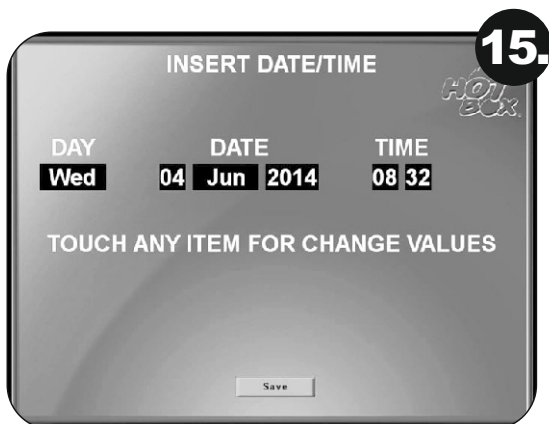 15.
INSERT DATE/TIME
HOT
BOX
DAY DATE TIME
Wed 04 Jun 2014 08 32
TOUCH ANY ITEM FOR CHANGE VALUES
Save